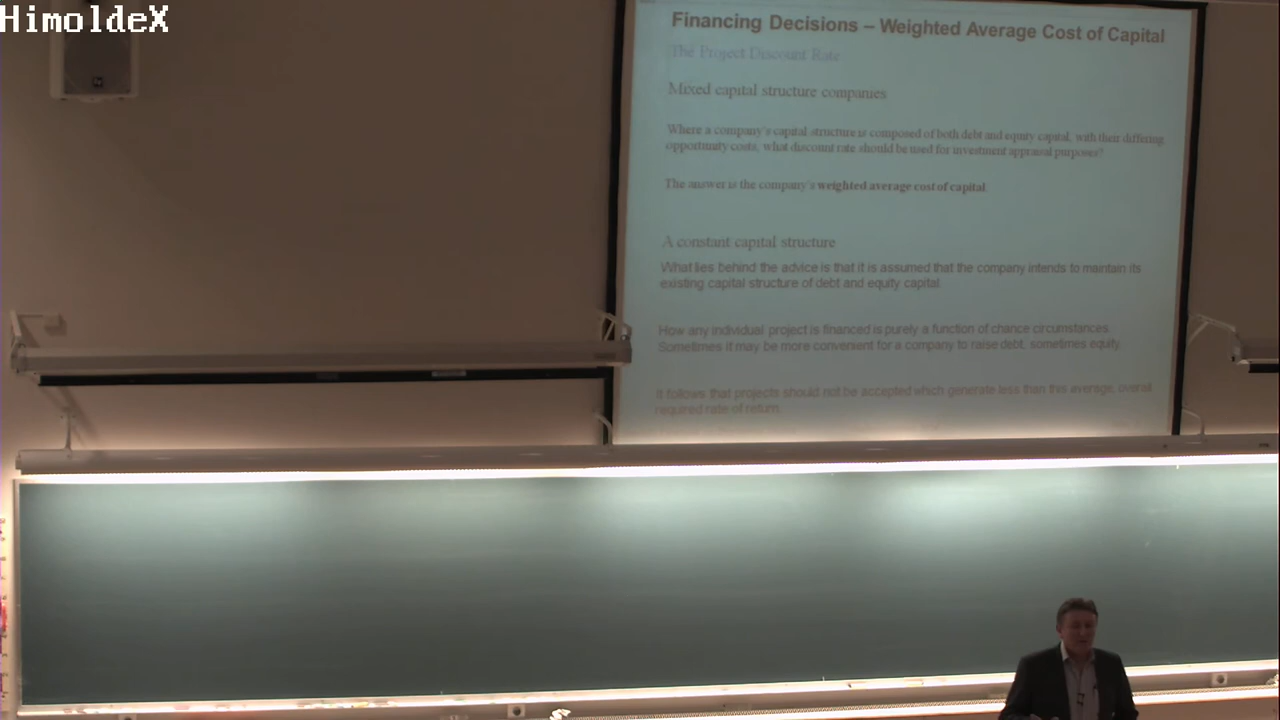 HimoldeX
Financing Decisions – Weighted Average Cost of Capital
The Project Discount Rate
Mixed capital structure companies
Where a company's capital structure is composed of both debt and equity capital, with their differing
opportunity costs, what discount rate should be used for investment appraisal purposes?
The answer is the company's weighted average cost of capital.
A constant capital structure
What lies behind the advice is that it is assumed that the company intends to maintain its
existing capital structure of debt and equity capital.
How any individual project is financed is purely a function of chance circumstances.
Sometimes it may be more convenient for a company to raise debt, sometimes equity.
It follows that projects should not be accepted which generate less than this average, overall
required rate of return.